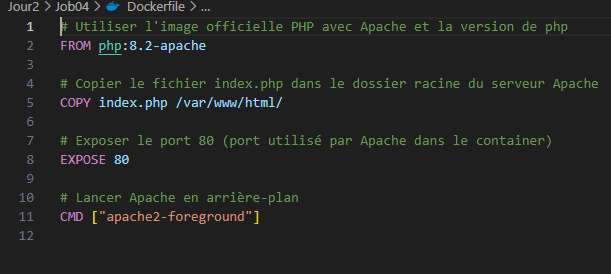 Jour2 > Job04 > Dockerfile > ...
1 # Utiliser l'image officielle PHP avec Apache et la version de php
2 FROM php:8.2-apache
3
4 # Copier le fichier index.php dans le dossier racine du serveur Apache
5 COPY index.php /var/www/html/
6
7 # Exposer le port 80 (port utilisé par Apache dans le container)
8 EXPOSE 80
9
10 # Lancer Apache en arrière-plan
11 CMD ["apache2-foreground"]
12